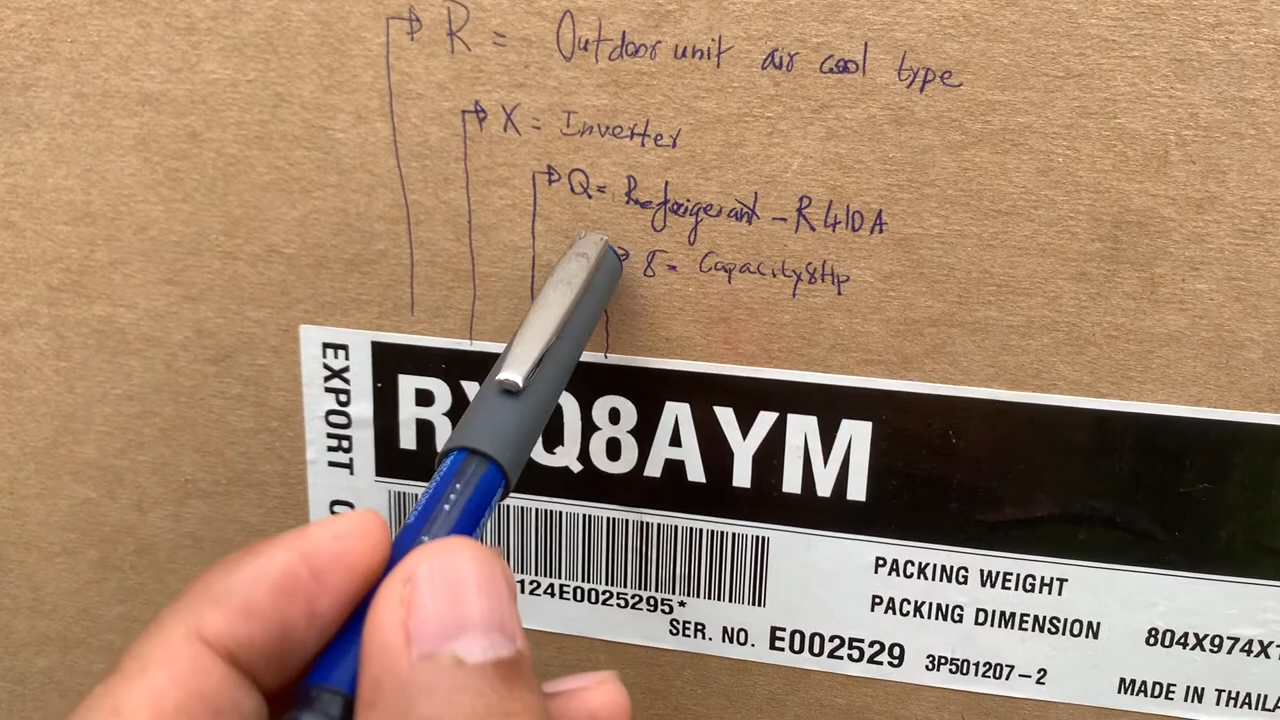 R = Outdoor unit air cool type
X = Inverter
Q = Refrigerant - R410A
8 = Capacity 8Hp
EXPORT
Q8AYM
124E0025295*
SER. NO. E002529 3P501207-2
PACKING WEIGHT
PACKING DIMENSION 804X974X1
MADE IN THAILA